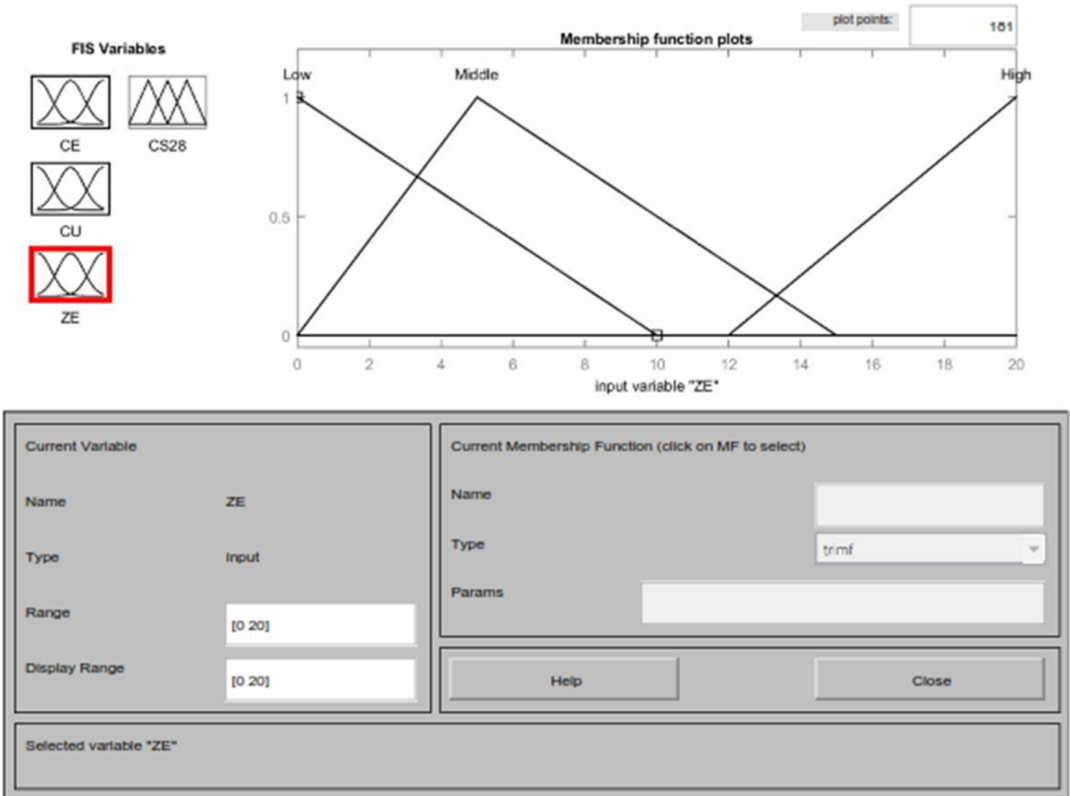 plot points: 181
FIS Variables
Membership function plots
CE
CS28
CU
ZE
Low
Middle
High
1
0.5
0
0 2 4 6 8 10 12 14 16 18 20
input variable "ZE"
Current Variable
Name ZE
Type input
Range [0 20]
Display Range [0 20]
Current Membership Function (click on MF to select)
Name
Type trimf
Params
Help
Close
Selected variable "ZE"